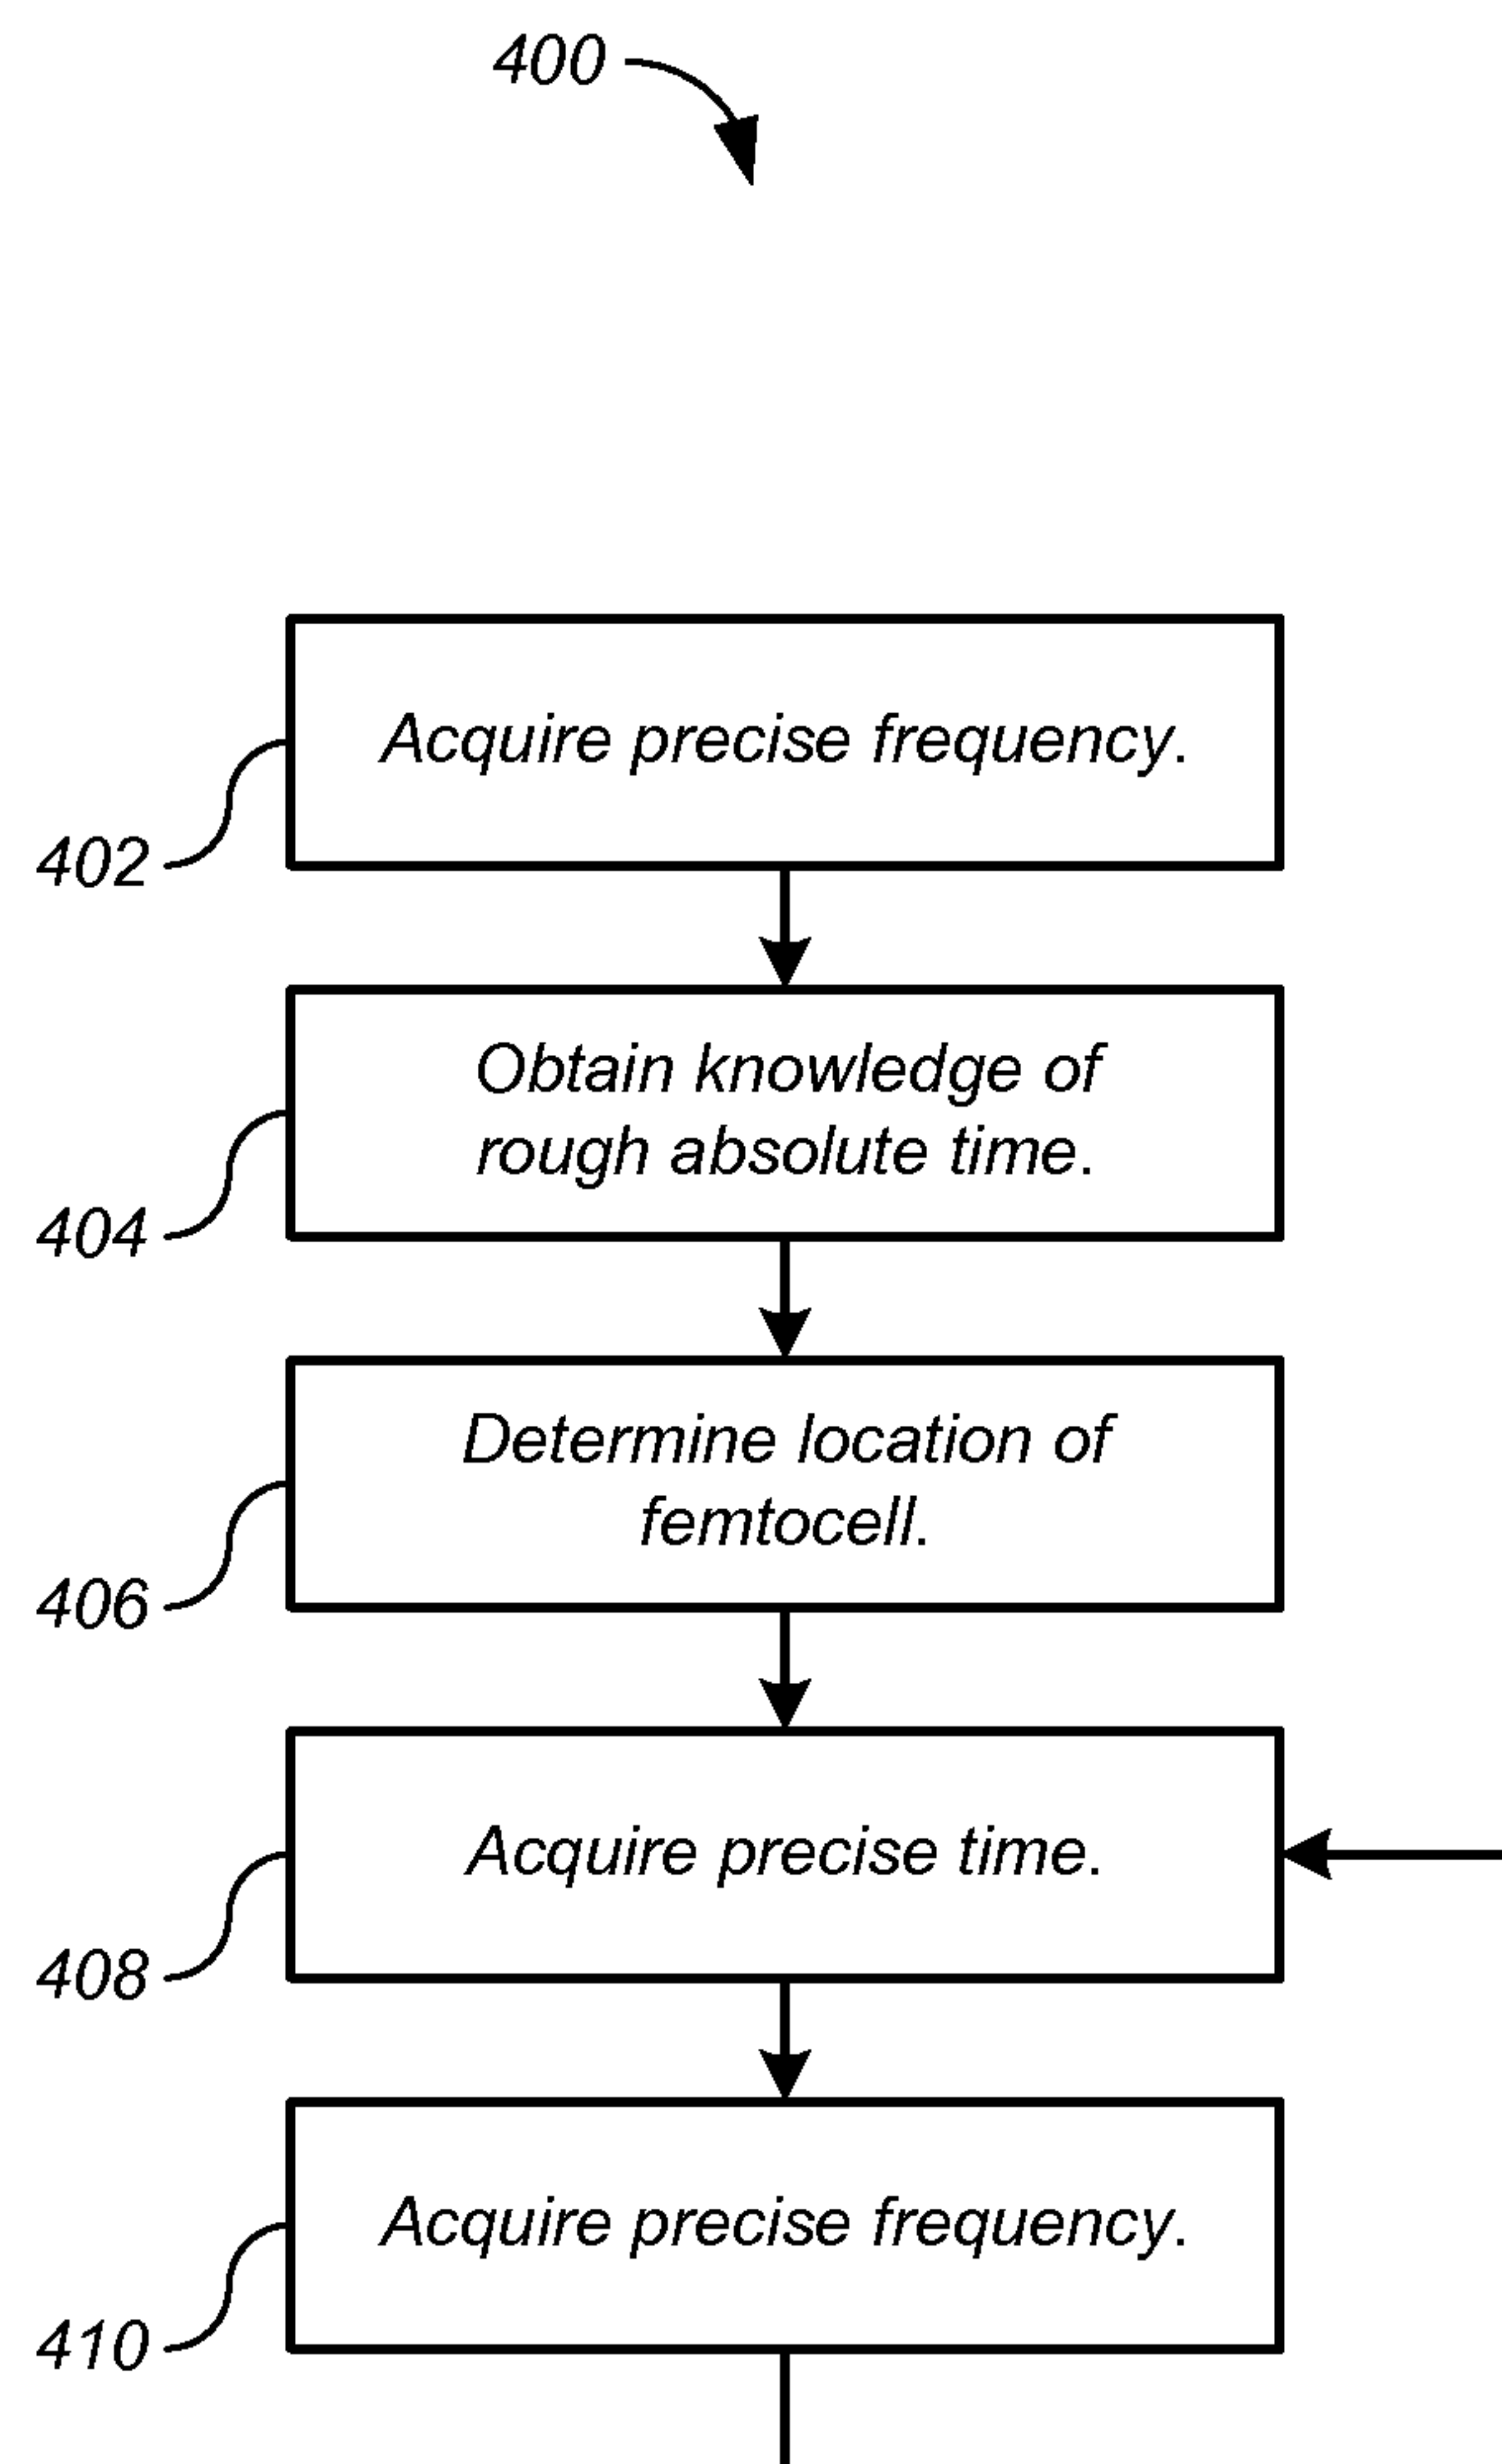 400
Acquire precise frequency.
402
Obtain knowledge of
rough absolute time.
404
Determine location of
femtocell.
406
Acquire precise time.
408
Acquire precise frequency.
410